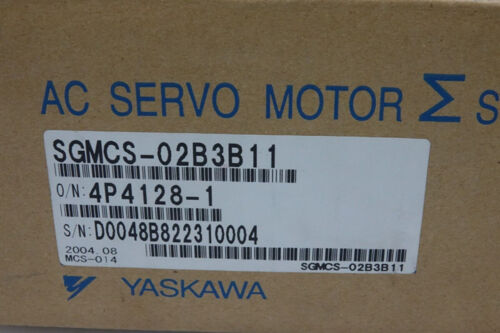 AC SERVO MOTOR Σ S
SGMCS-02B3B11
O/N: 4P4128-1
S/N: D0048B822310004
2004.08
MCS-014
SGMCS-02B3B11
YASKAWA